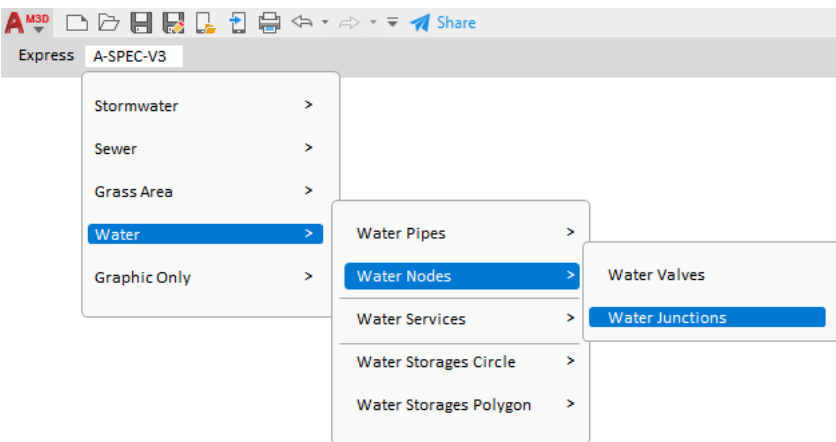 A M3D Share
Express A-SPEC-V3
Stormwater >
Sewer >
Grass Area >
Water >
Graphic Only >
Water Pipes >
Water Nodes >
Water Services >
Water Storages Circle >
Water Storages Polygon >
Water Valves
Water Junctions